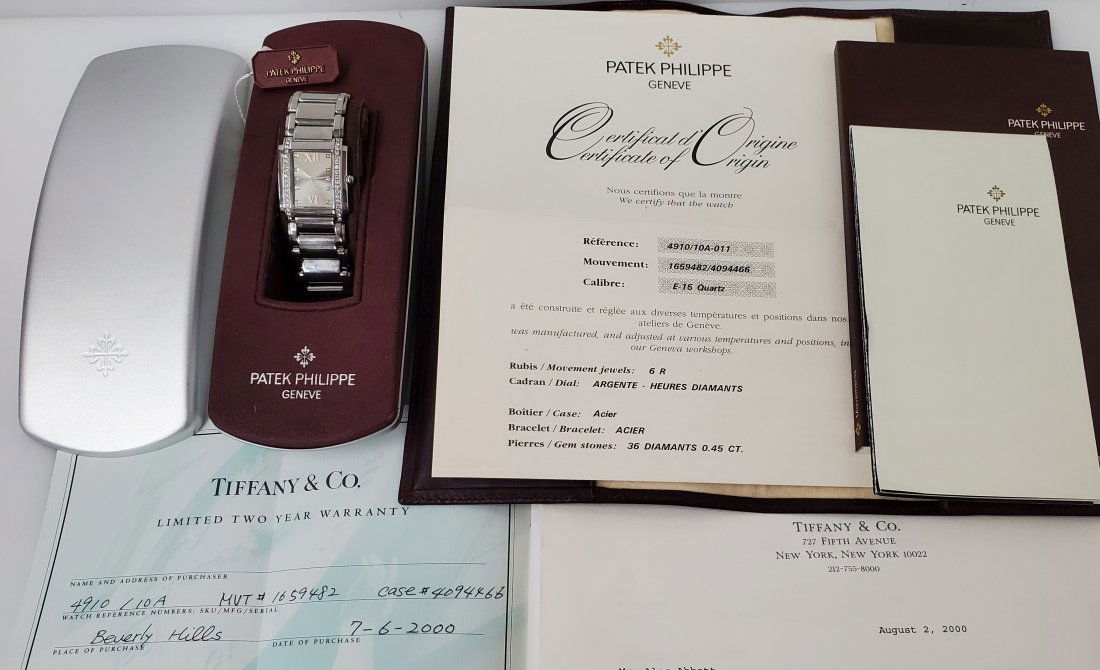 PATEK PHILIPPE
GENEVE
XII
VI
PATEK PHILIPPE
GENEVE
PATEK PHILIPPE
GENEVE
Certificat d'Origine
Certificate of Origin
Nous certifions que la montre
We certify that the watch
Référence: 4910/10A-011
Mouvement: 1659482/4094466
Calibre: E-15 Quartz
a été construite et réglée aux diverses températures et positions dans nos
ateliers de Genève.
was manufactured, and adjusted at various temperatures and positions, in
our Geneva workshops.
Rubis / Movement jewels: 6 R
Cadran / Dial: ARGENTE - HEURES DIAMANTS
Boîtier / Case: Acier
Bracelet / Bracelet: ACIER
Pierres / Gem stones: 36 DIAMANTS 0.45 CT.
PATEK PHILIPPE
GENEVE
PATEK PHILIPPE
GENEVE
TIFFANY & CO.
LIMITED TWO YEAR WARRANTY
NAME AND ADDRESS OF PURCHASER
4910 / 10A MVT # 1659482 case # 4094466
WATCH REFERENCE NUMBERS: SKU/MFG/SERIAL
Beverly Hills 7-6-2000
PLACE OF PURCHASE DATE OF PURCHASE
TIFFANY & CO.
727 FIFTH AVENUE
NEW YORK, NEW YORK 10022
212-755-8000
August 2, 2000